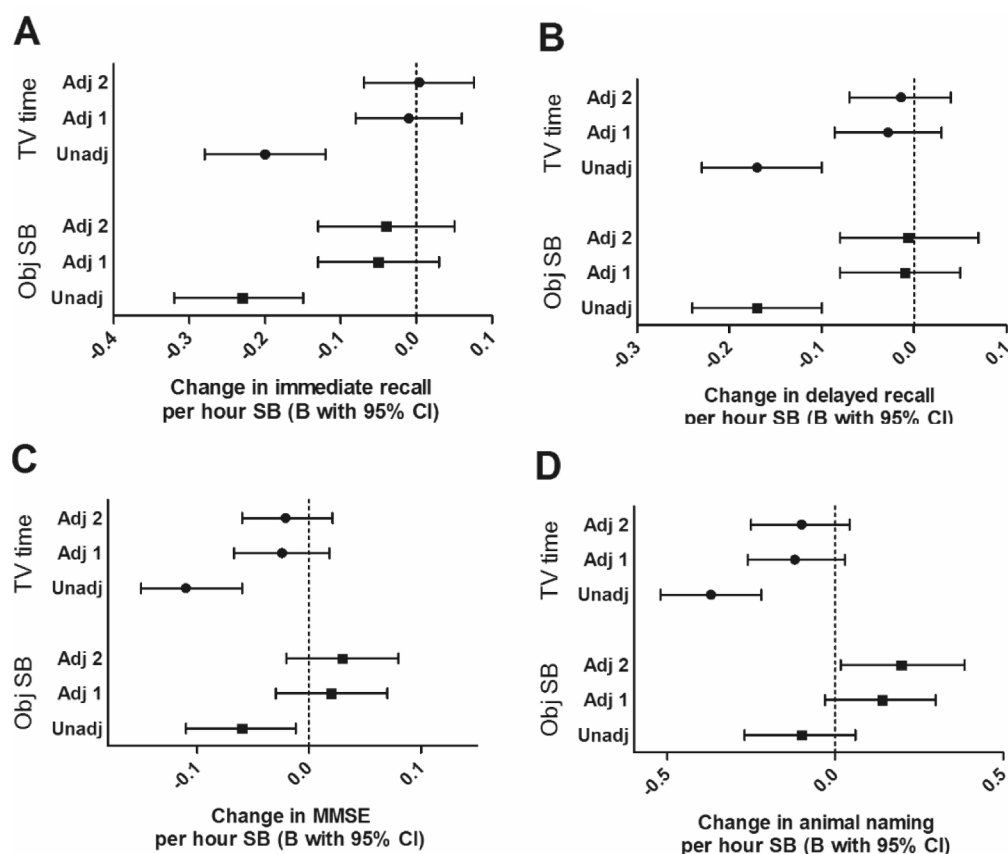 A
TV time
Adj 2
Adj 1
Unadj
Obj SB
Adj 2
Adj 1
Unadj
-0.4
-0.3
-0.2
-0.1
0.0
0.1
Change in immediate recall
per hour SB (B with 95% CI)
B
TV time
Adj 2
Adj 1
Unadj
Obj SB
Adj 2
Adj 1
Unadj
-0.3
-0.2
-0.1
0.0
0.1
Change in delayed recall
per hour SB (B with 95% CI)
C
TV time
Adj 2
Adj 1
Unadj
Obj SB
Adj 2
Adj 1
Unadj
-0.1
0.0
0.1
Change in MMSE
per hour SB (B with 95% CI)
D
TV time
Adj 2
Adj 1
Unadj
Obj SB
Adj 2
Adj 1
Unadj
-0.5
0.0
0.5
Change in animal naming
per hour SB (B with 95% CI)